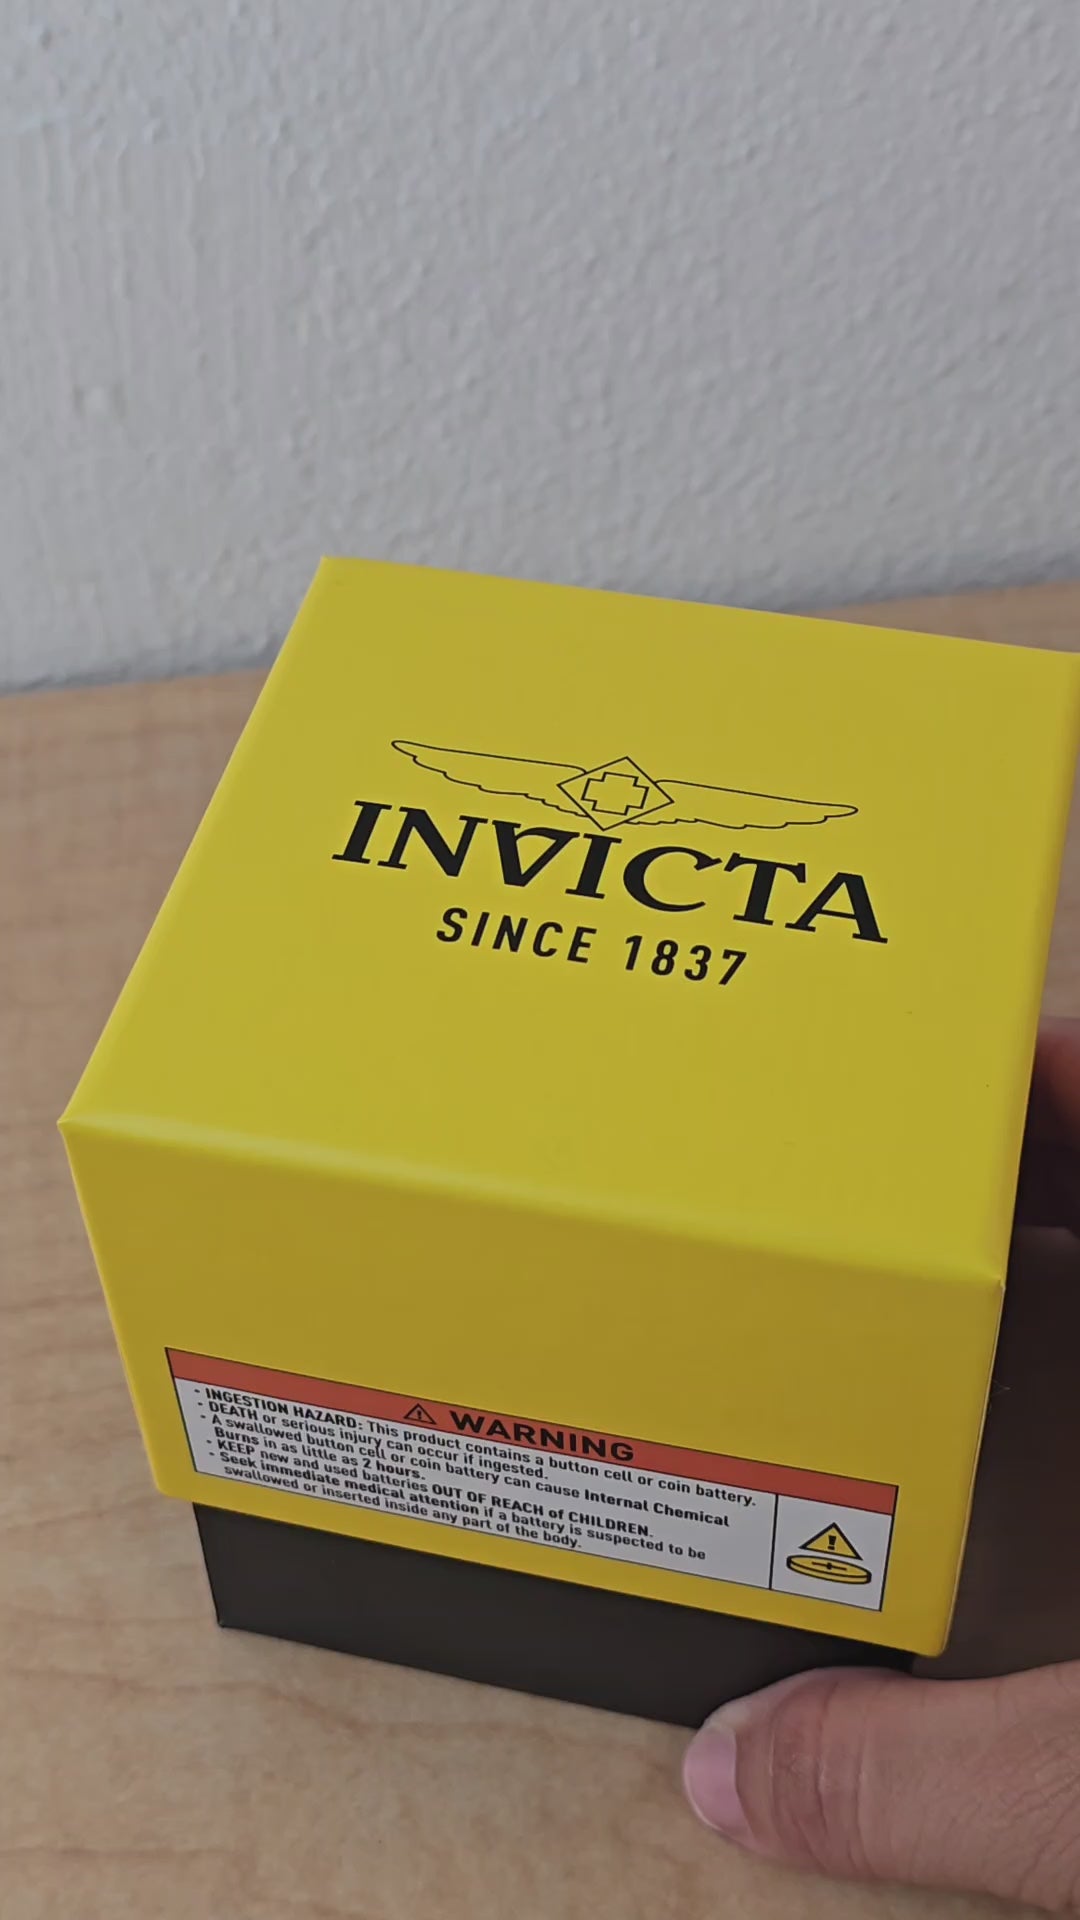 INVICTA
SINCE 1837
WARNING
- INGESTION HAZARD: This product contains a button cell or coin battery.
- DEATH or serious injury can occur if ingested.
- A swallowed button cell or coin battery can cause Internal Chemical
Burns in as little as 2 hours.
- KEEP new and used batteries OUT OF REACH of CHILDREN.
- Seek immediate medical attention if a battery is suspected to be
swallowed or inserted inside any part of the body.